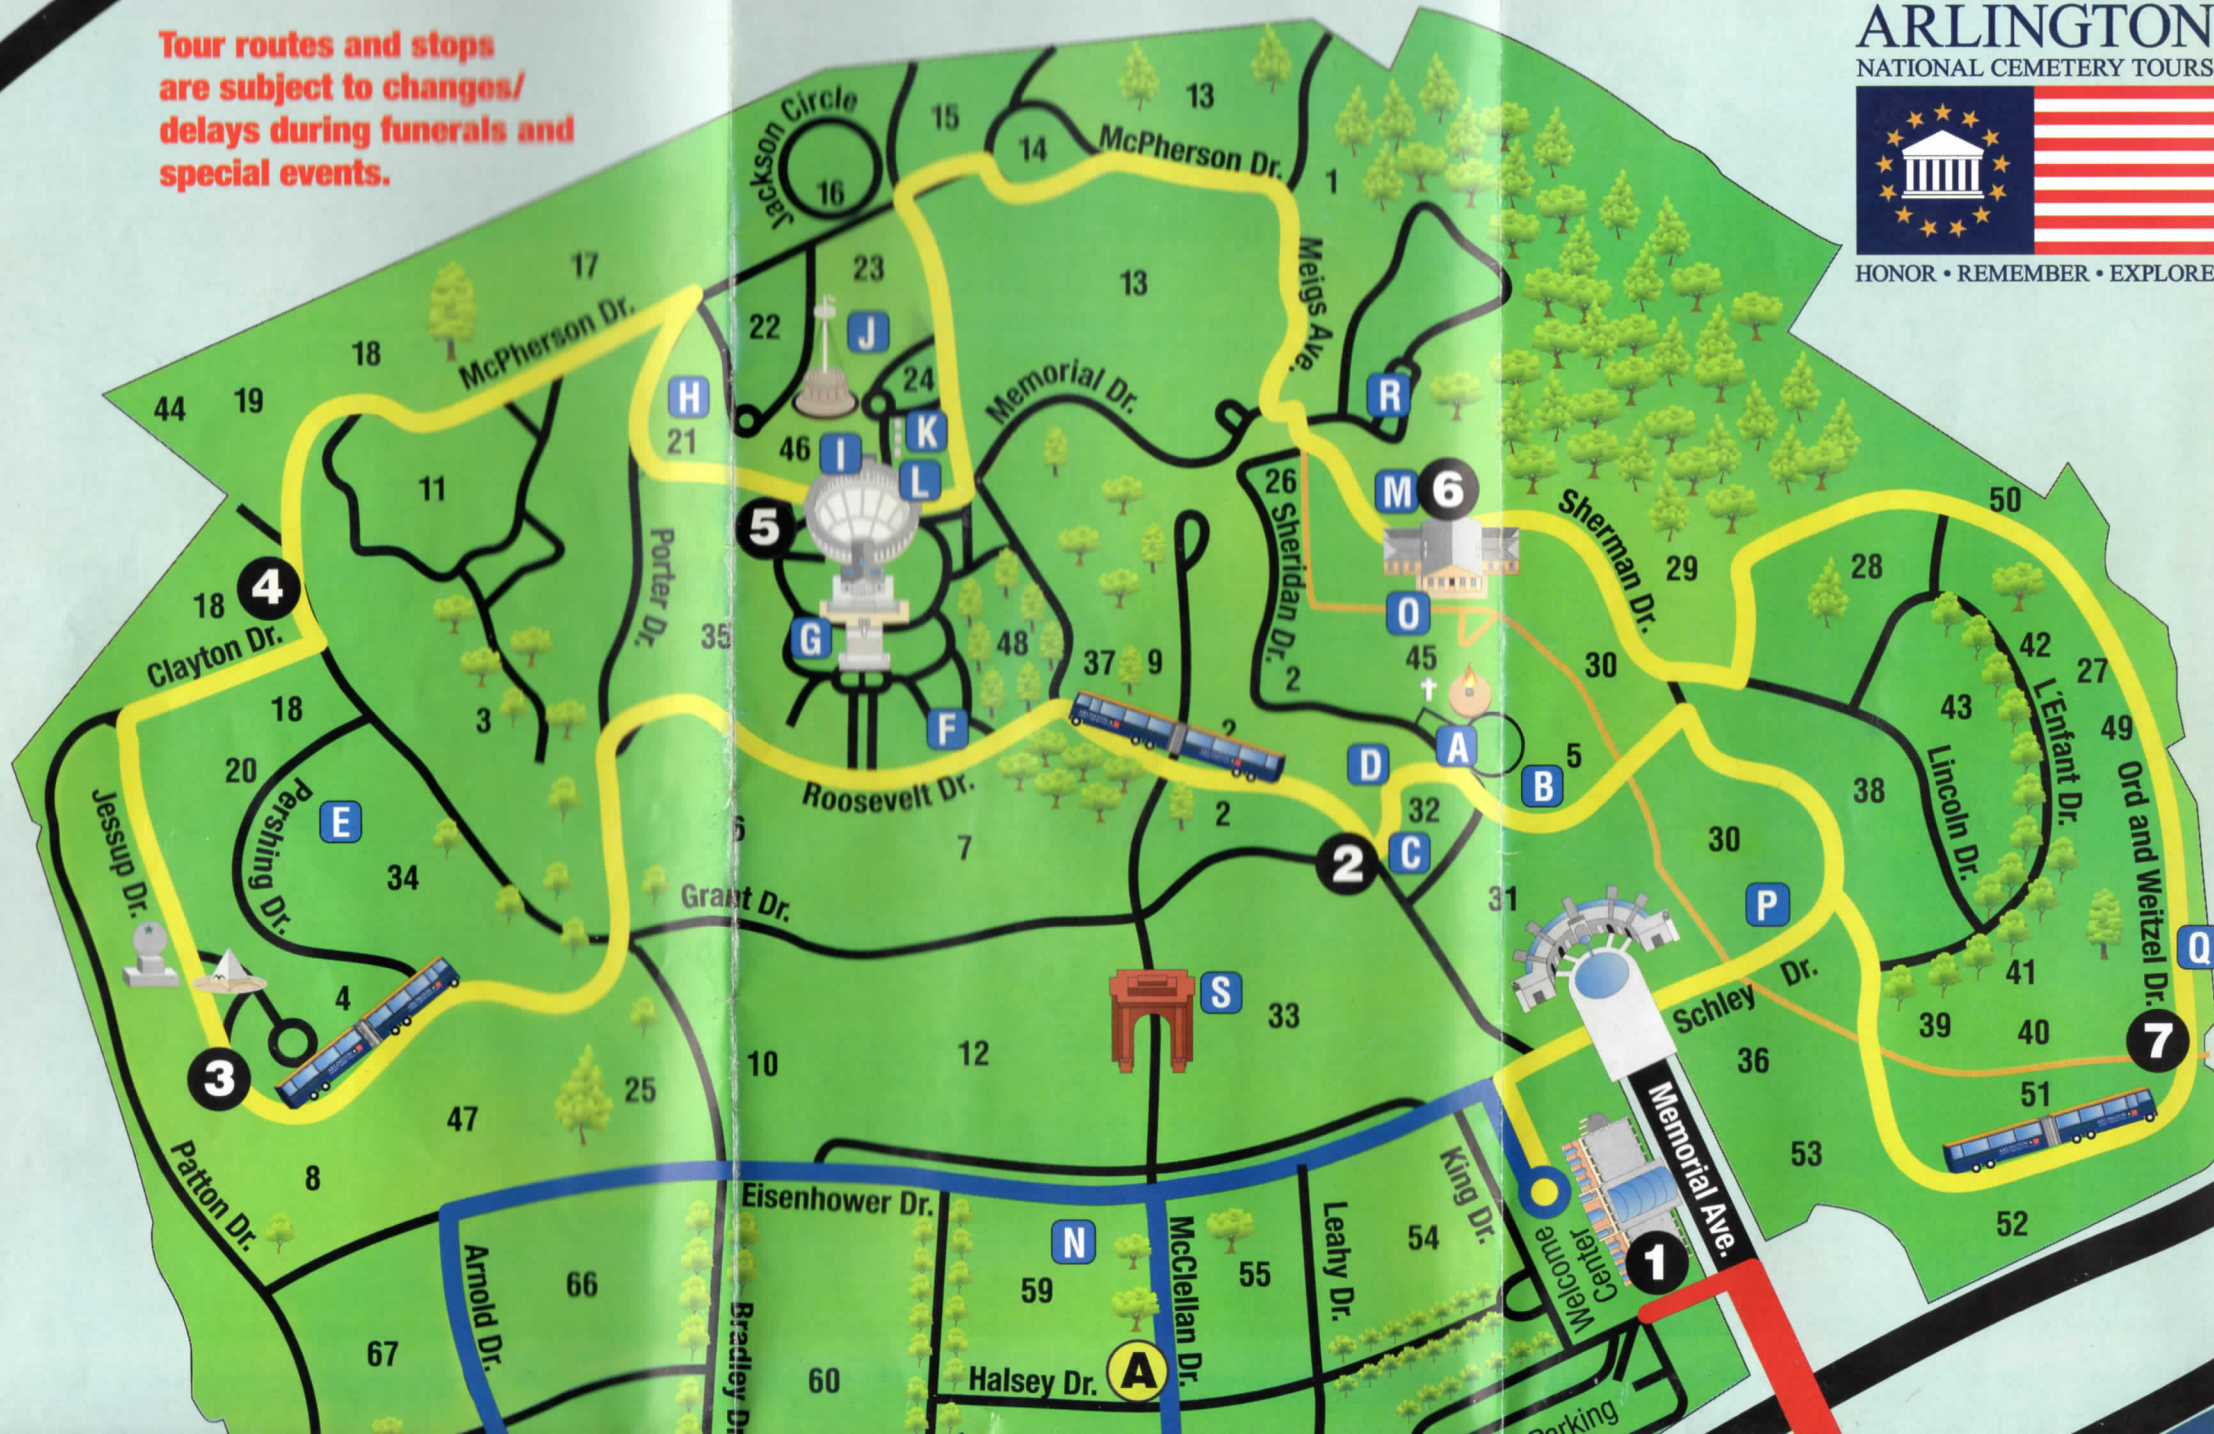 Tour routes and stops
are subject to changes/
delays during funerals and
special events.
ARLINGTON
NATIONAL CEMETERY TOURS
HONOR • REMEMBER • EXPLORE
Jackson Circle
16
15
14
13
McPherson Dr.
1
17
23
13
Meigs Ave.
22
J
McPherson Dr.
18
44
19
H
24
Memorial Dr.
R
21
46
I
K
L
11
26
M
6
Sherman Dr.
50
5
Porter Dr.
Sheridan Dr.
29
28
4
18
Clayton Dr.
35
G
48
37
9
2
O
45
30
42
27
L'Enfant Dr.
18
3
F
2
43
49
20
Pershing Dr.
E
Jessup Dr.
Roosevelt Dr.
D
A
B
5
38
Lincoln Dr.
Ord and Weitzel Dr.
6
7
2
32
2
C
30
34
Grant Dr.
31
P
Q
4
S
33
Schley Dr.
41
39
40
3
25
10
12
36
7
51
47
Memorial Ave.
53
8
Patton Dr.
Eisenhower Dr.
King Dr.
52
Arnold Dr.
66
N
59
McClellan Dr.
55
Leahy Dr.
54
Welcome
Center
1
67
Bradley Dr.
60
Halsey Dr.
A
Parking